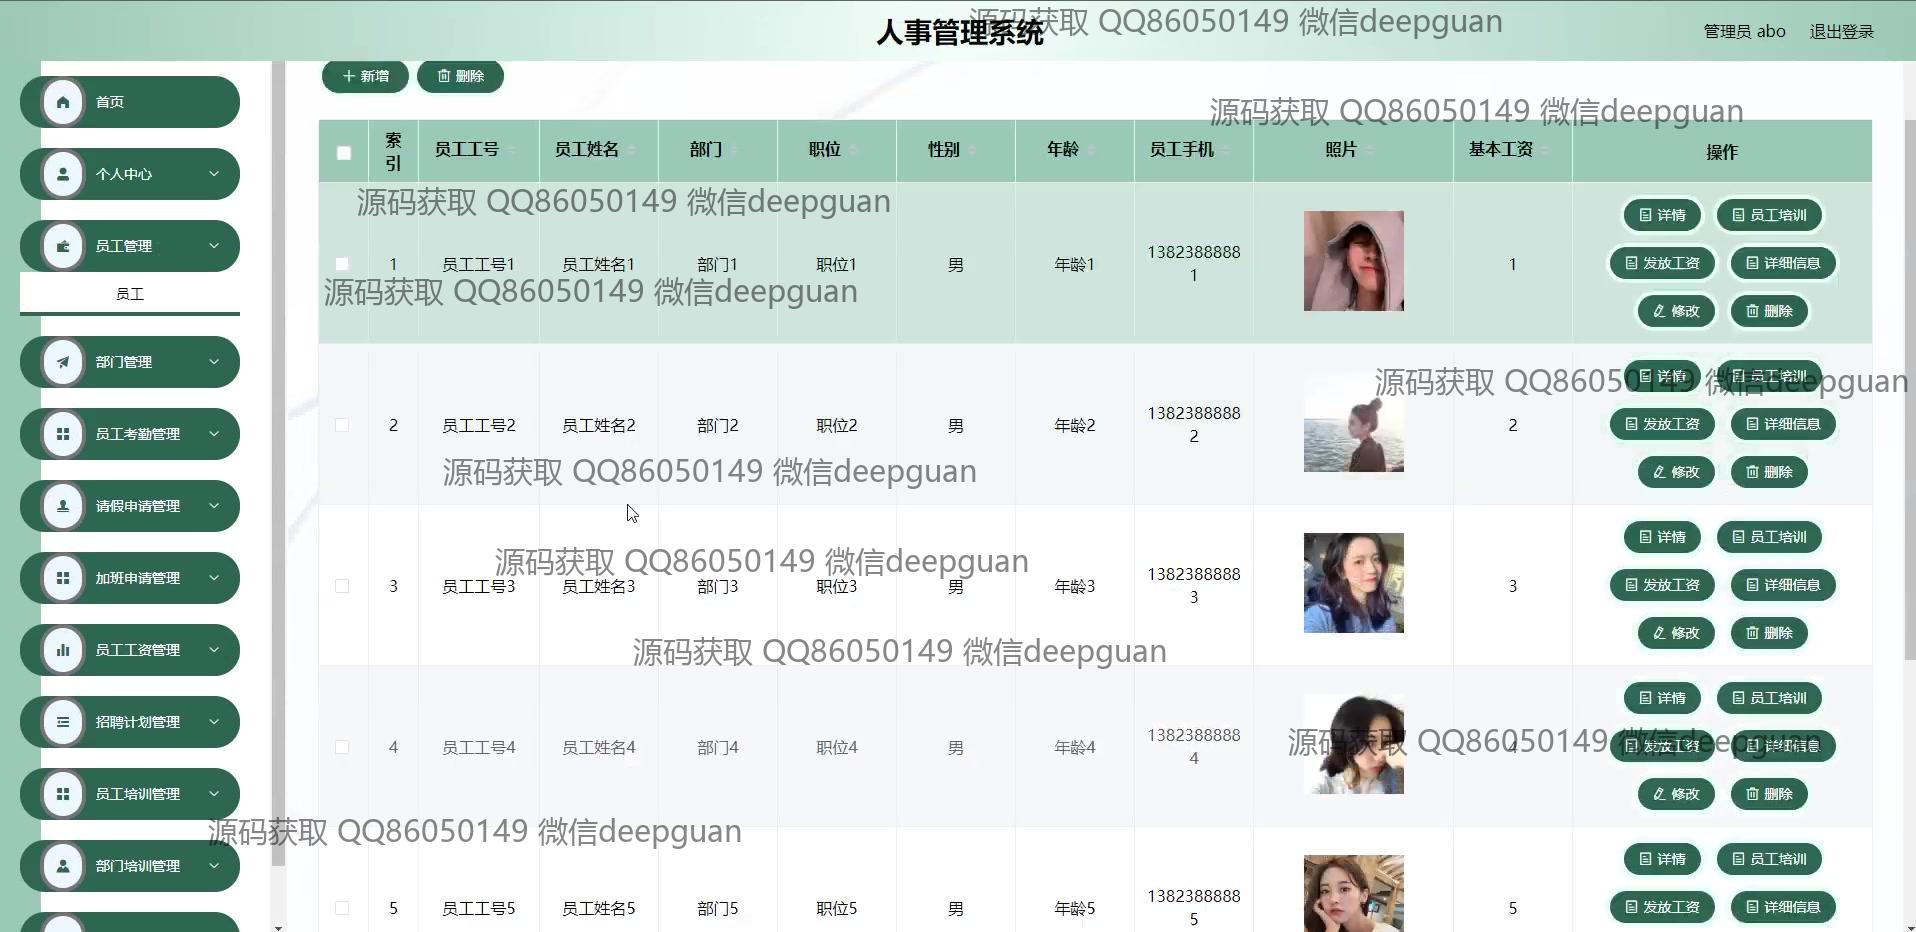 人事管理系统
源码获取 QQ86050149 微信deepguan
管理员 abo
退出登录
新增
删除
源码获取 QQ86050149 微信deepguan
首页
个人中心
员工管理
员工
部门管理
员工考勤管理
请假申请管理
加班申请管理
员工工资管理
招聘计划管理
员工培训管理
部门培训管理
索引 员工工号 员工姓名 部门 职位 性别 年龄 员工手机 照片 基本工资 操作
源码获取 QQ86050149 微信deepguan
详情 员工培训
1 员工工号1 员工姓名1 部门1 职位1 男 年龄1 13823888881 1 发放工资 详细信息
源码获取 QQ86050149 微信deepguan
修改 删除
源码获取 QQ86050149 微信deepguan
详情 员工培训
2 员工工号2 员工姓名2 部门2 职位2 男 年龄2 13823888882 2 发放工资 详细信息
源码获取 QQ86050149 微信deepguan
修改 删除
详情 员工培训
源码获取 QQ86050149 微信deepguan
3 员工工号3 员工姓名3 部门3 职位3 男 年龄3 13823888883 3 发放工资 详细信息
修改 删除
源码获取 QQ86050149 微信deepguan
详情 员工培训
4 员工工号4 员工姓名4 部门4 职位4 男 年龄4 13823888884 4 发放工资 详细信息
源码获取 QQ86050149 微信deepguan
修改 删除
源码获取 QQ86050149 微信deepguan
详情 员工培训
5 员工工号5 员工姓名5 部门5 职位5 男 年龄5 13823888885 5 发放工资 详细信息